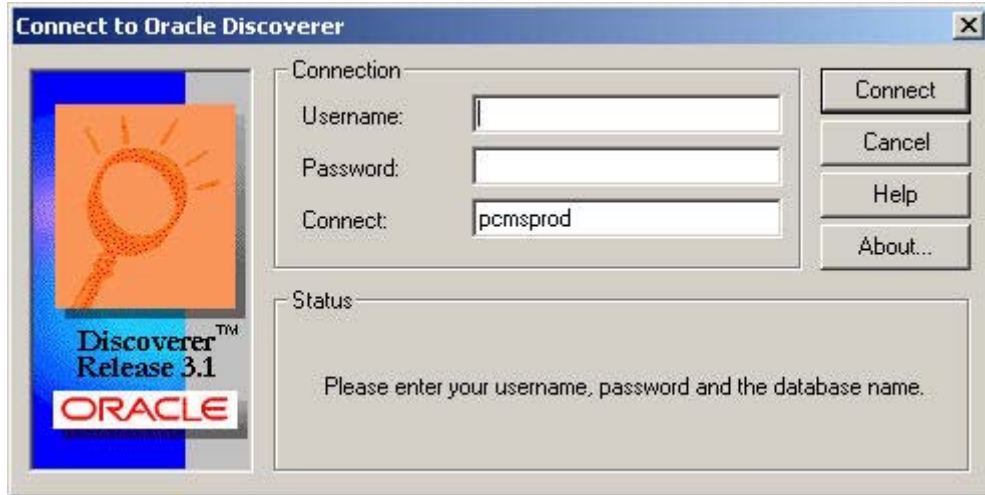 Connect to Oracle Discoverer
Connection
Username:
Password:
Connect: pcmsprod
Connect
Cancel
Help
About...
Discoverer™
Release 3.1
ORACLE
Status
Please enter your username, password and the database name.